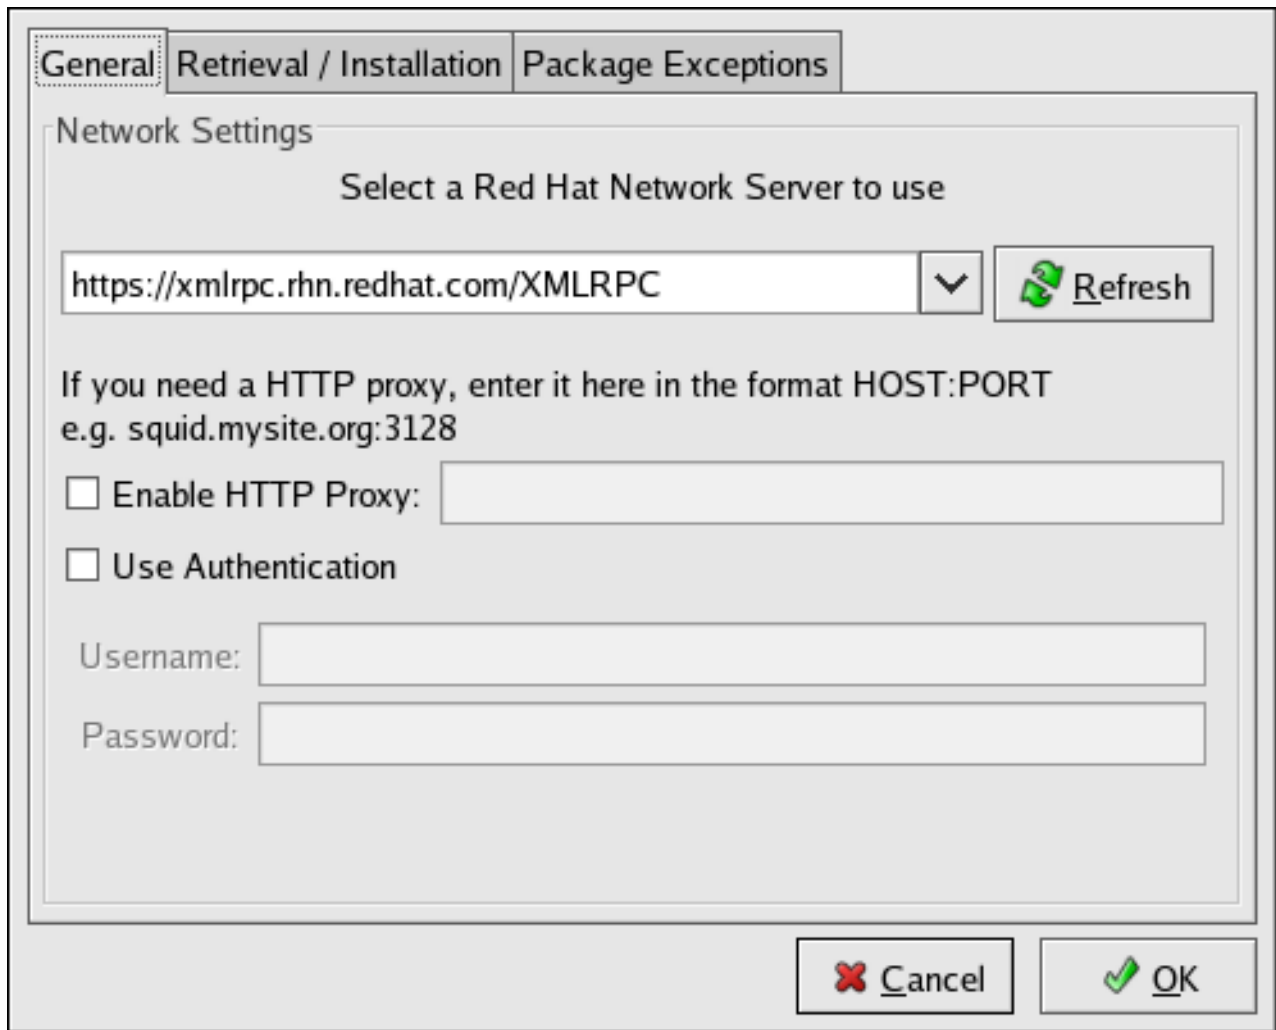 General
Retrieval / Installation
Package Exceptions
Network Settings
Select a Red Hat Network Server to use
https://xmlrpc.rhn.redhat.com/XMLRPC
Refresh
If you need a HTTP proxy, enter it here in the format HOST:PORT
e.g. squid.mysite.org:3128
Enable HTTP Proxy:
Use Authentication
Username:
Password:
Cancel
OK